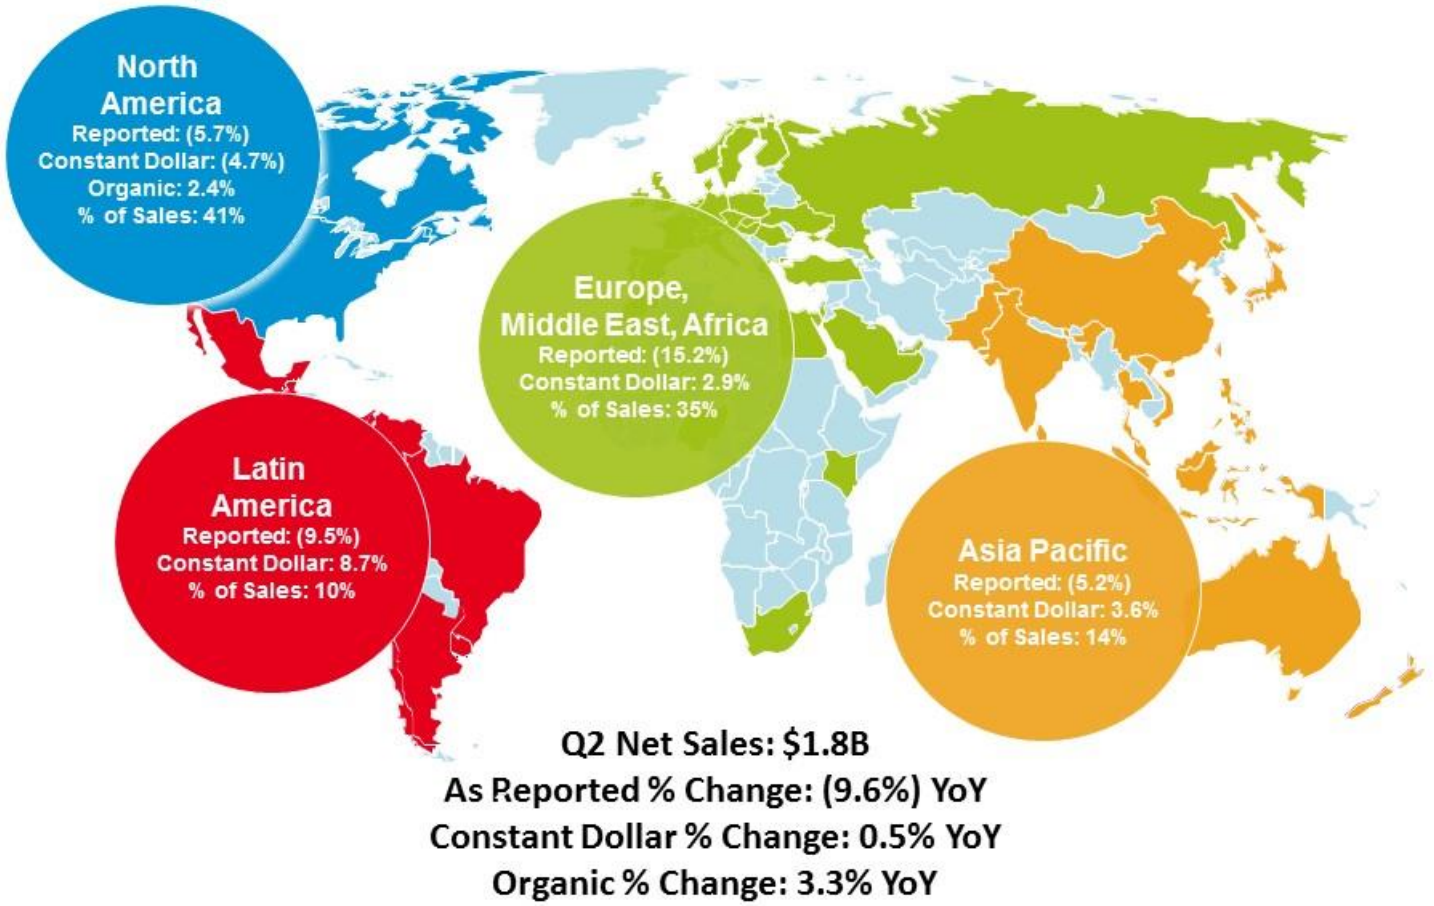 North
America
Reported: (5.7%)
Constant Dollar: (4.7%)
Organic: 2.4%
% of Sales: 41%
Europe,
Middle East, Africa
Reported: (15.2%)
Constant Dollar: 2.9%
% of Sales: 35%
Latin
America
Reported: (9.5%)
Constant Dollar: 8.7%
% of Sales: 10%
Asia Pacific
Reported: (5.2%)
Constant Dollar: 3.6%
% of Sales: 14%
Q2 Net Sales: $1.8B
As Reported % Change: (9.6%) YoY
Constant Dollar % Change: 0.5% YoY
Organic % Change: 3.3% YoY